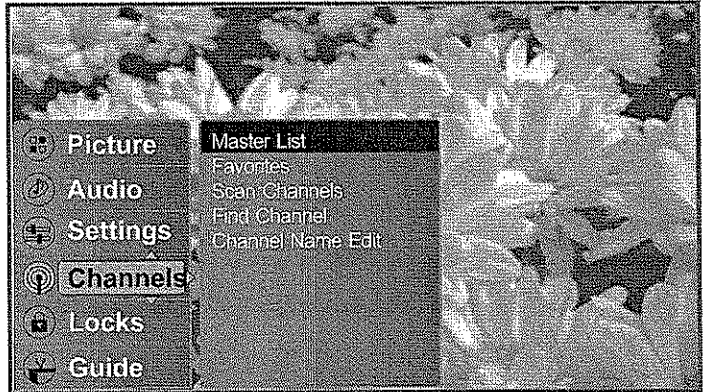 Picture
Audio
Settings
Channels
Locks
Guide
Master List
Favorites
Scan Channels
Find Channel
Channel Name Edit